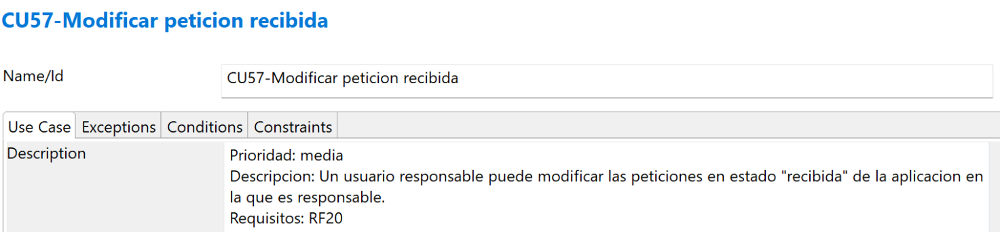 CU57-Modificar peticion recibida
Name/Id
CU57-Modificar peticion recibida
Use Case Exceptions Conditions Constraints
Description
Prioridad: media
Descripcion: Un usuario responsable puede modificar las peticiones en estado "recibida" de la aplicacion en
la que es responsable.
Requisitos: RF20